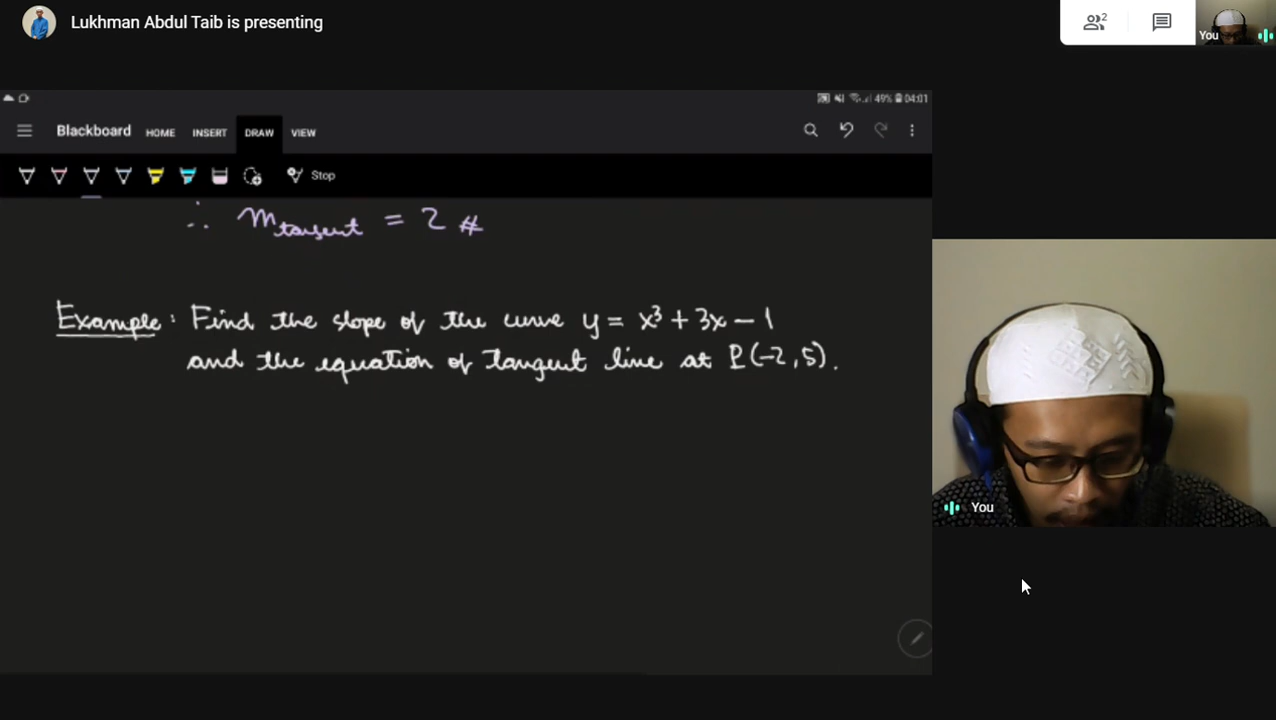 Lukhman Abdul Taib is presenting
2
You
49% 04:01
Blackboard HOME INSERT DRAW VIEW
Stop
∴ m_tangent = 2 #
Example: Find the slope of the curve y = x³ + 3x − 1
and the equation of tangent line at P(−2, 5).
You